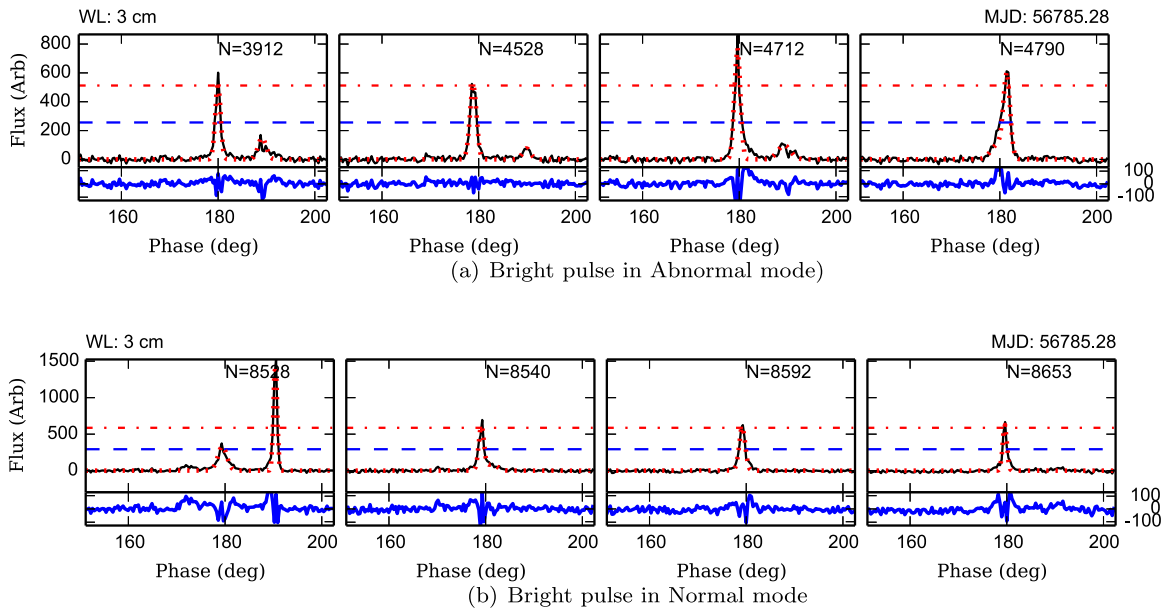 WL: 3 cm MJD: 56785.28
N=3912 N=4528 N=4712 N=4790
800
600
400
200
0
Flux (Arb)
100
0
-100
160 180 200 160 180 200 160 180 200 160 180 200
Phase (deg) Phase (deg) Phase (deg) Phase (deg)
(a) Bright pulse in Abnormal mode)
WL: 3 cm MJD: 56785.28
N=8528 N=8540 N=8592 N=8653
1500
1000
500
0
Flux (Arb)
100
0
-100
160 180 200 160 180 200 160 180 200 160 180 200
Phase (deg) Phase (deg) Phase (deg) Phase (deg)
(b) Bright pulse in Normal mode